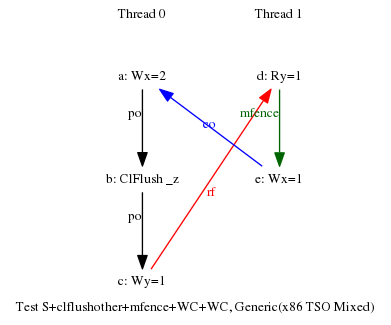 Thread 0 Thread 1
a: Wx=2 d: Ry=1
po mfence
co
b: ClFlush _z e: Wx=1
rf
po
c: Wy=1
Test S+clflushother+mfence+WC+WC, Generic(x86 TSO Mixed)